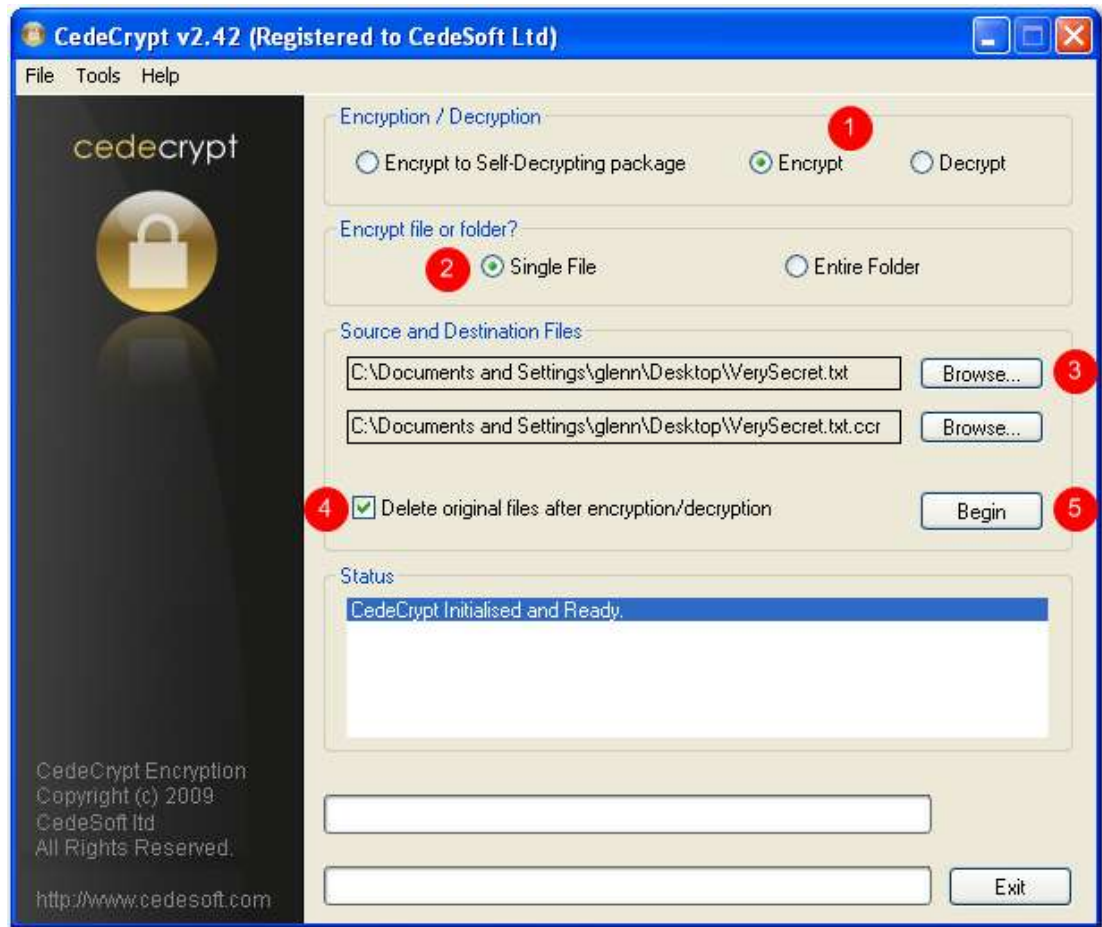 CedeCrypt v2.42 (Registered to CedeSoft Ltd)
File Tools Help
cedecrypt
Encryption / Decryption
1
Encrypt to Self-Decrypting package Encrypt Decrypt
Encrypt file or folder?
2 Single File Entire Folder
Source and Destination Files
C:\Documents and Settings\glenn\Desktop\VerySecret.txt Browse... 3
C:\Documents and Settings\glenn\Desktop\VerySecret.txt.ccr Browse...
4 Delete original files after encryption/decryption Begin 5
Status
CedeCrypt Initialised and Ready.
CedeCrypt Encryption
Copyright (c) 2009
CedeSoft ltd
All Rights Reserved.
http://www.cedesoft.com
Exit